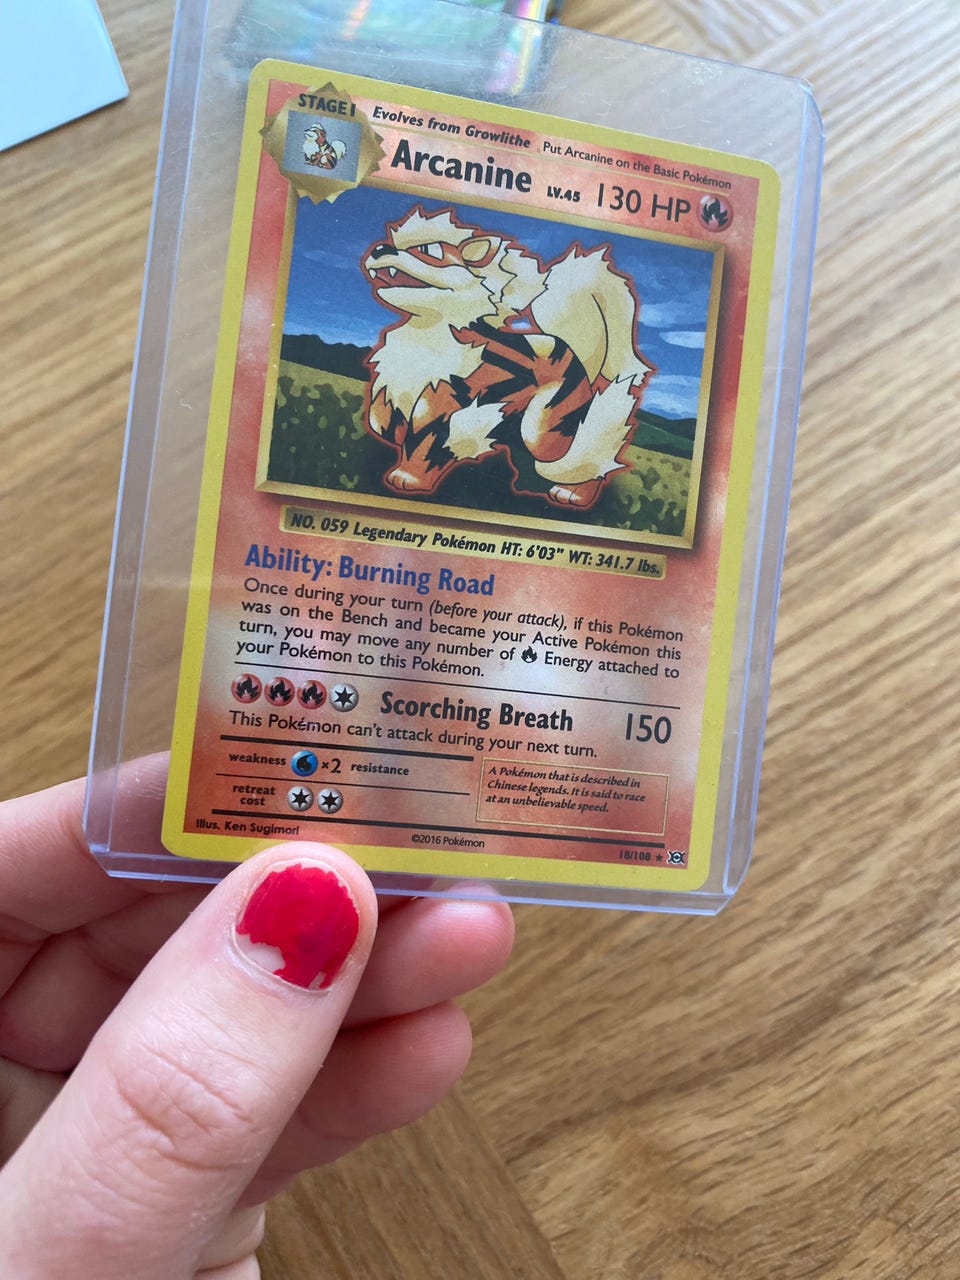 STAGE 1 Evolves from Growlithe Put Arcanine on the Basic Pokémon
Arcanine LV.45 130 HP
NO. 059 Legendary Pokémon HT: 6'03" WT: 341.7 lbs.
Ability: Burning Road
Once during your turn (before your attack), if this Pokémon
was on the Bench and became your Active Pokémon this
turn, you may move any number of Energy attached to
your Pokémon to this Pokémon.
Scorching Breath 150
This Pokémon can't attack during your next turn.
weakness ×2 resistance
retreat
cost
A Pokémon that is described in
Chinese legends. It is said to race
at an unbelievable speed.
Illus. Ken Sugimori
©2016 Pokémon
18/108 ★